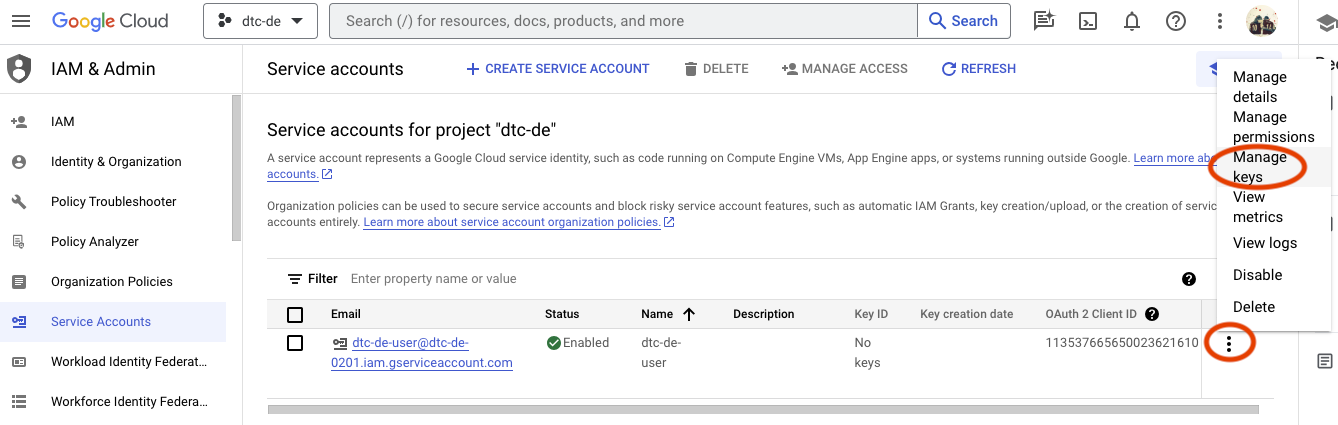 Google Cloud
dtc-de
Search (/) for resources, docs, products, and more
Search
IAM & Admin
IAM
Identity & Organization
Policy Troubleshooter
Policy Analyzer
Organization Policies
Service Accounts
Workload Identity Federat...
Workforce Identity Federa...
Service accounts
CREATE SERVICE ACCOUNT
DELETE
MANAGE ACCESS
REFRESH
Service accounts for project "dtc-de"
A service account represents a Google Cloud service identity, such as code running on Compute Engine VMs, App Engine apps, or systems running outside Google. Learn more abo
accounts.
Organization policies can be used to secure service accounts and block risky service account features, such as automatic IAM Grants, key creation/upload, or the creation of servic
accounts entirely. Learn more about service account organization policies.
Filter Enter property name or value
Email Status Name Description Key ID Key creation date OAuth 2 Client ID
dtc-de-user@dtc-de- Enabled dtc-de- No 113537665650023621610
0201.iam.gserviceaccount.com user keys
Manage
details
Manage
permissions
Manage
keys
View
metrics
View logs
Disable
Delete